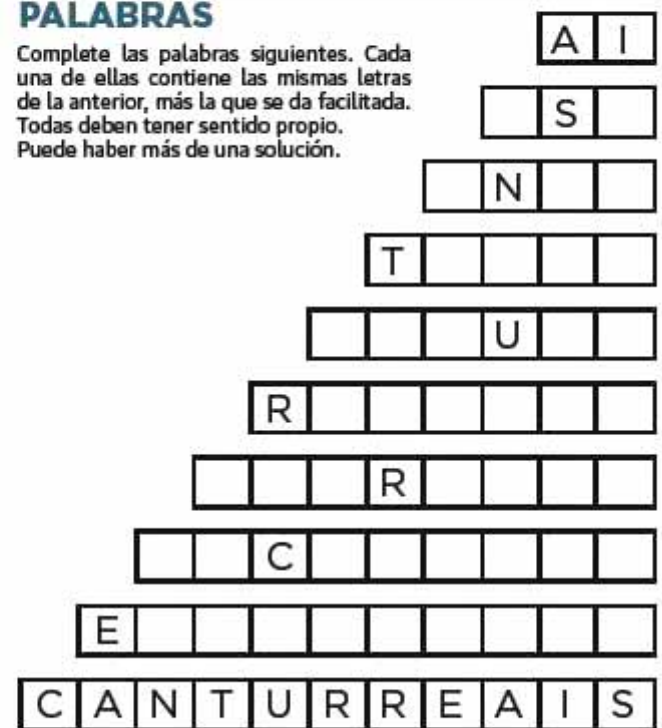 PALABRAS
Complete las palabras siguientes. Cada
una de ellas contiene las mismas letras
de la anterior, más la que se da facilitada.
Todas deben tener sentido propio.
Puede haber más de una solución.
A I
S
N
T
U
R
R
C
E
C A N T U R R E A I S